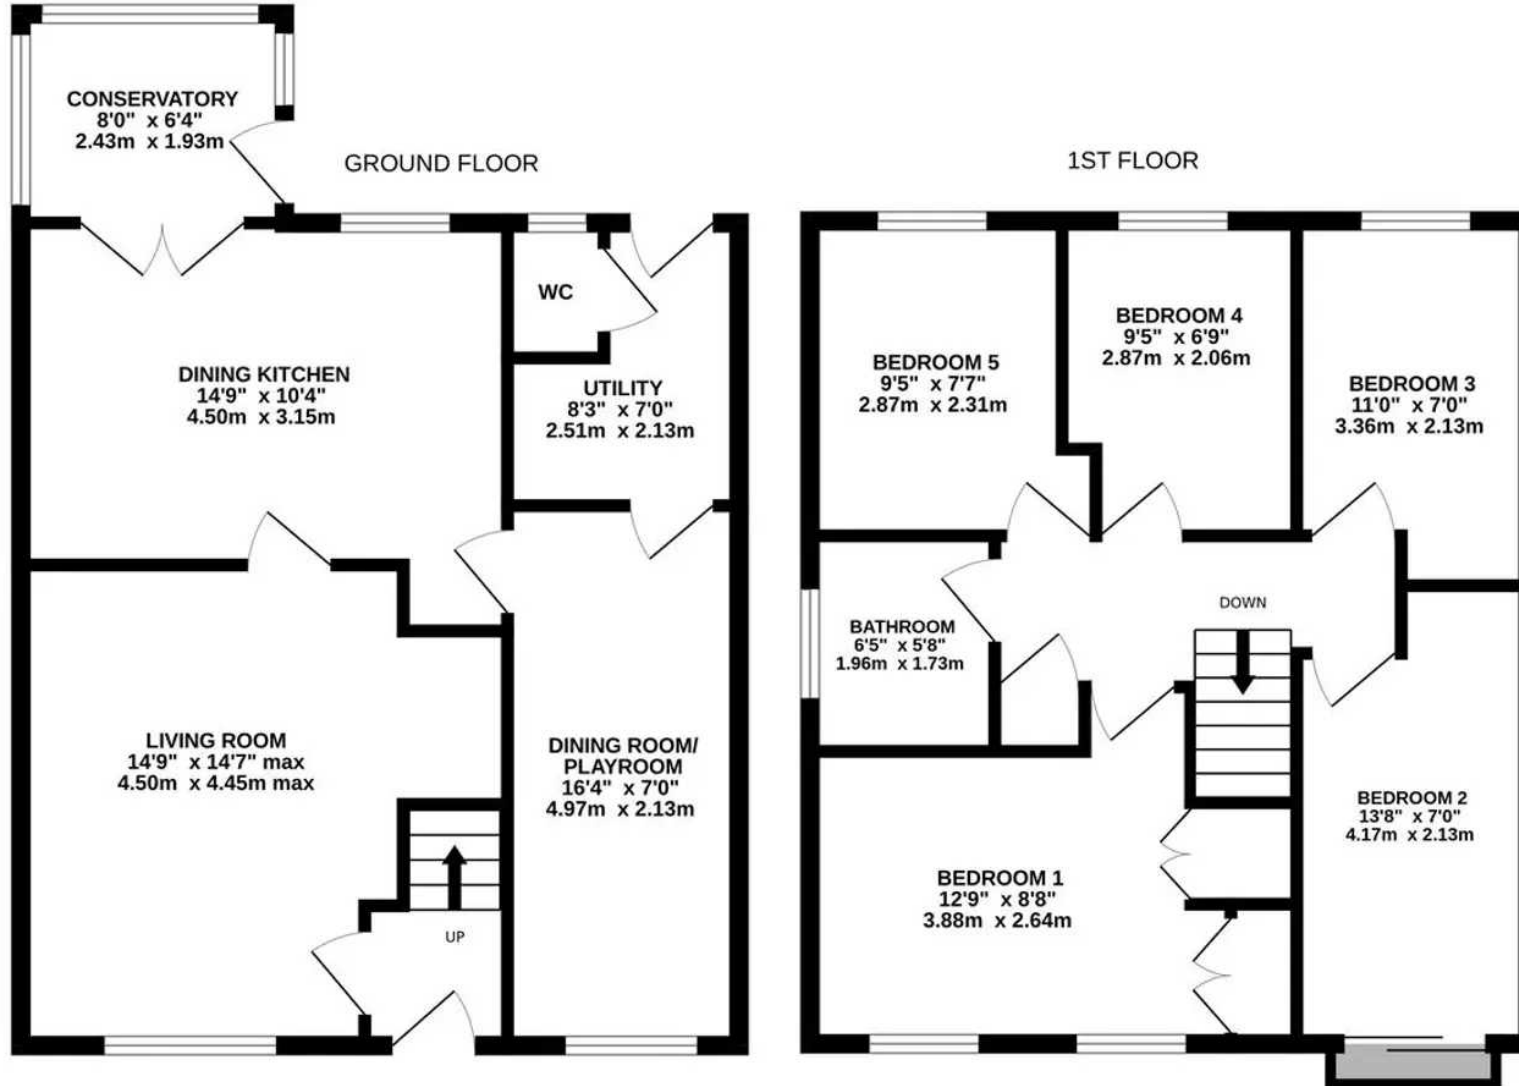 CONSERVATORY
8'0" x 6'4"
2.43m x 1.93m
GROUND FLOOR
WC
DINING KITCHEN
14'9" x 10'4"
4.50m x 3.15m
UTILITY
8'3" x 7'0"
2.51m x 2.13m
LIVING ROOM
14'9" x 14'7" max
4.50m x 4.45m max
DINING ROOM/
PLAYROOM
16'4" x 7'0"
4.97m x 2.13m
UP
1ST FLOOR
BEDROOM 5
9'5" x 7'7"
2.87m x 2.31m
BEDROOM 4
9'5" x 6'9"
2.87m x 2.06m
BEDROOM 3
11'0" x 7'0"
3.36m x 2.13m
BATHROOM
6'5" x 5'8"
1.96m x 1.73m
DOWN
BEDROOM 1
12'9" x 8'8"
3.88m x 2.64m
BEDROOM 2
13'8" x 7'0"
4.17m x 2.13m